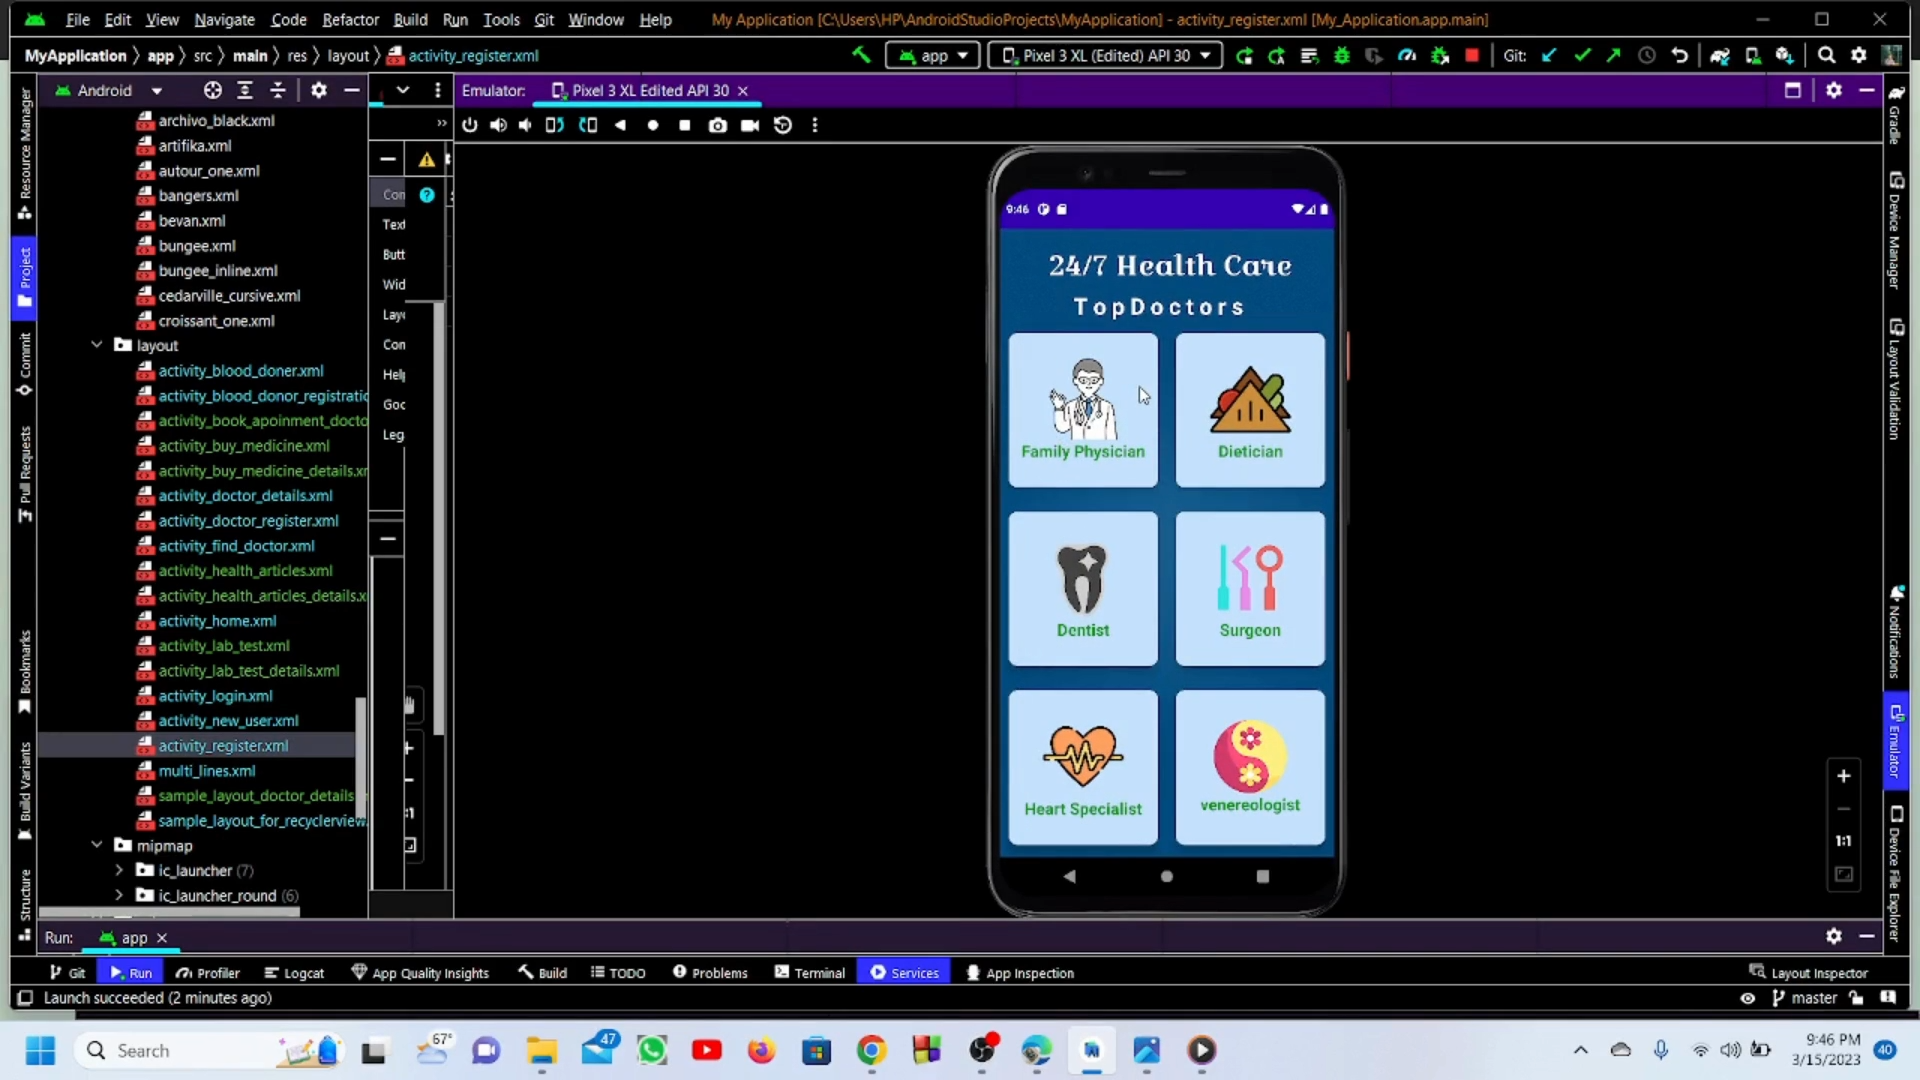 File Edit View Navigate Code Refactor Build Run Tools Git Window Help My Application [C:\Users\HP\AndroidStudioProjects\MyApplication] - activity_register.xml [My_Application.app.main]
MyApplication app src main res layout activity_register.xml app Pixel 3 XL (Edited) API 30 Git:
Android Emulator: Pixel 3 XL Edited API 30
archivo_black.xml
artifika.xml
autour_one.xml
bangers.xml
bevan.xml
bungee.xml
bungee_inline.xml
cedarville_cursive.xml
croissant_one.xml
layout
activity_blood_doner.xml
activity_blood_donor_registratio
activity_book_apoinment_docto
activity_buy_medicine.xml
activity_buy_medicine_details.xr
activity_doctor_details.xml
activity_doctor_register.xml
activity_find_doctor.xml
activity_health_articles.xml
activity_health_articles_details.x
activity_home.xml
activity_lab_test.xml
activity_lab_test_details.xml
activity_login.xml
activity_new_user.xml
activity_register.xml
multi_lines.xml
sample_layout_doctor_details
sample_layout_for_recyclerview
mipmap
ic_launcher (7)
ic_launcher_round (6)
Resource Manager
Project
Commit
Pull Requests
Bookmarks
Build Variants
Structure
Con
Text
Butt
Wid
Layo
Con
Help
Goo
Leg
9:46
24/7 Health Care
TopDoctors
Family Physician
Dietician
Dentist
Surgeon
Heart Specialist
venereologist
1:1
Gradle
Device Manager
Layout Validation
Notifications
Emulator
Device File Explorer
Run: app
Git Run Profiler Logcat App Quality Insights Build TODO Problems Terminal Services App Inspection Layout Inspector
Launch succeeded (2 minutes ago) master
Search 67° 47 9:46 PM
3/15/2023 40